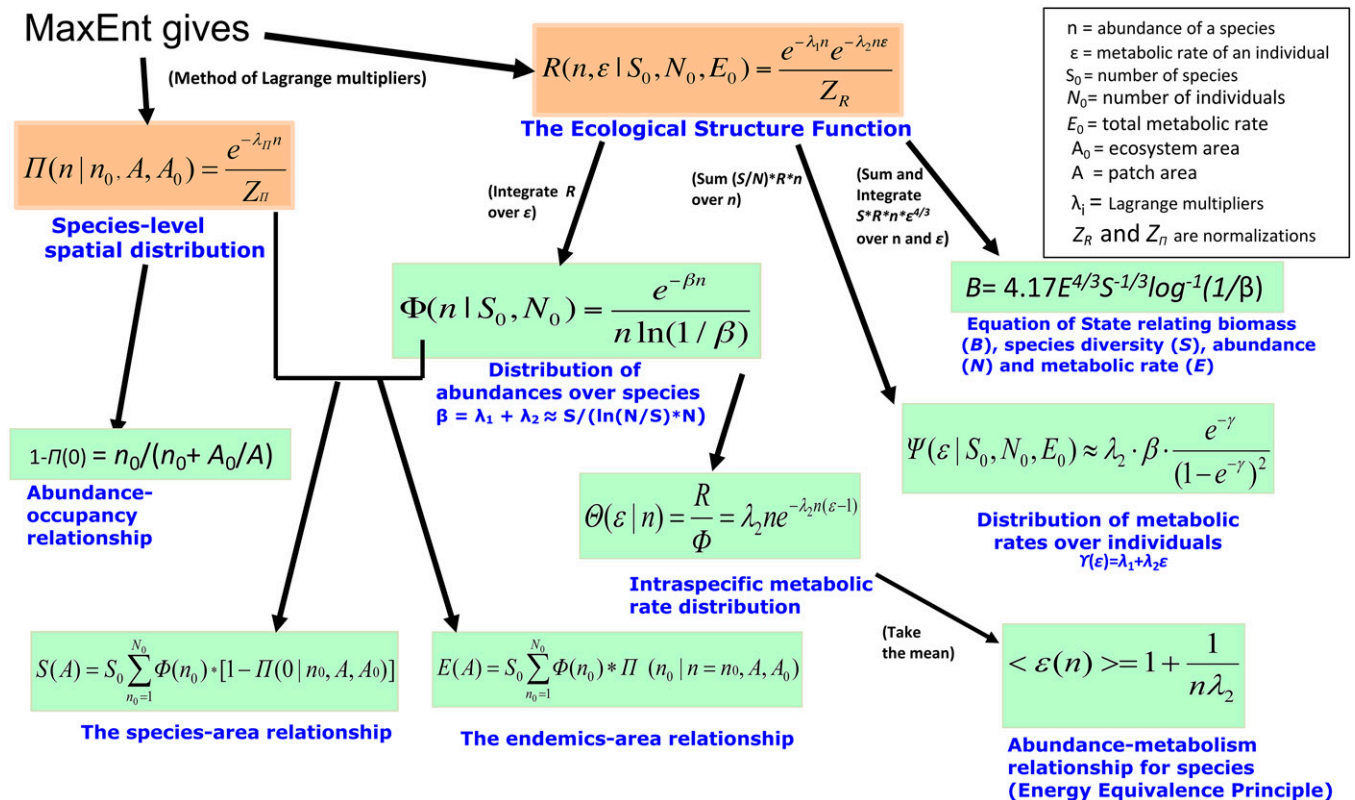 MaxEnt gives
(Method of Lagrange multipliers)
R(n, ε | S₀, N₀, E₀) = e^{-λ₁n} e^{-λ₂nε} / Z_R
The Ecological Structure Function
n = abundance of a species
ε = metabolic rate of an individual
S₀ = number of species
N₀= number of individuals
E₀ = total metabolic rate
A₀ = ecosystem area
A = patch area
λᵢ = Lagrange multipliers
Z_R and Z_Π are normalizations
Π(n | n₀, A, A₀) = e^{-λ_Π n} / Z_Π
Species-level
spatial distribution
(Integrate R
over ε)
(Sum (S/N)*R*n
over n)
(Sum and
Integrate
S*R*n*ε^{4/3}
over n and ε)
Φ(n | S₀, N₀) = e^{-βn} / n ln(1 / β)
Distribution of
abundances over species
β = λ₁ + λ₂ ≈ S/(ln(N/S)*N)
B= 4.17E^{4/3}S^{-1/3}log^{-1}(1/β)
Equation of State relating biomass
(B), species diversity (S), abundance
(N) and metabolic rate (E)
1-Π(0) = n₀/(n₀+ A₀/A)
Abundance-
occupancy
relationship
Θ(ε | n) = R / Φ = λ₂ne^{-λ₂n(ε-1)}
Intraspecific metabolic
rate distribution
Ψ(ε | S₀, N₀, E₀) ≈ λ₂ · β · e^{-γ} / (1 − e^{-γ})²
Distribution of metabolic
rates over individuals
γ(ε)=λ₁+λ₂ε
S(A) = S₀ ∑_{n₀=1}^{N₀} Φ(n₀)*[1− Π(0 | n₀, A, A₀)]
The species-area relationship
E(A) = S₀ ∑_{n₀=1}^{N₀} Φ(n₀) * Π (n₀ | n = n₀, A, A₀)
The endemics-area relationship
(Take
the mean)
< ε(n) >= 1 + 1 / nλ₂
Abundance-metabolism
relationship for species
(Energy Equivalence Principle)